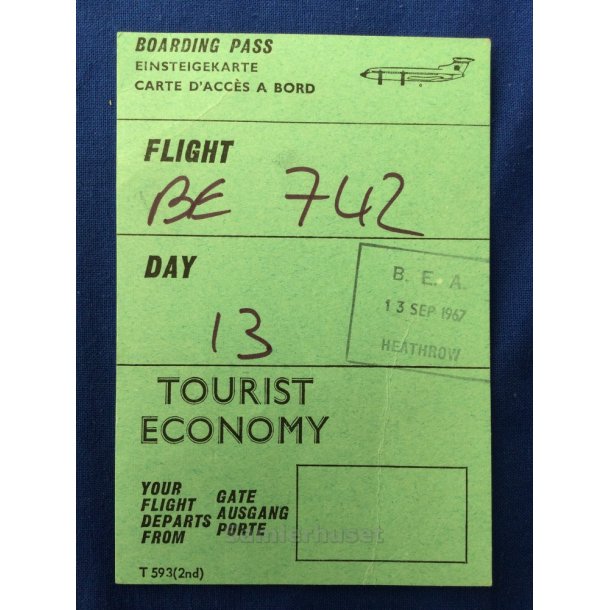 BOARDING PASS
EINSTEIGEKARTE
CARTE D'ACCÈS A BORD
FLIGHT
BE 742
DAY
13
B. E. A.
13 SEP 1967
HEATHROW
TOURIST
ECONOMY
YOUR
FLIGHT
DEPARTS
FROM
GATE
AUSGANG
PORTE
Samlerhuset
T 593(2nd)